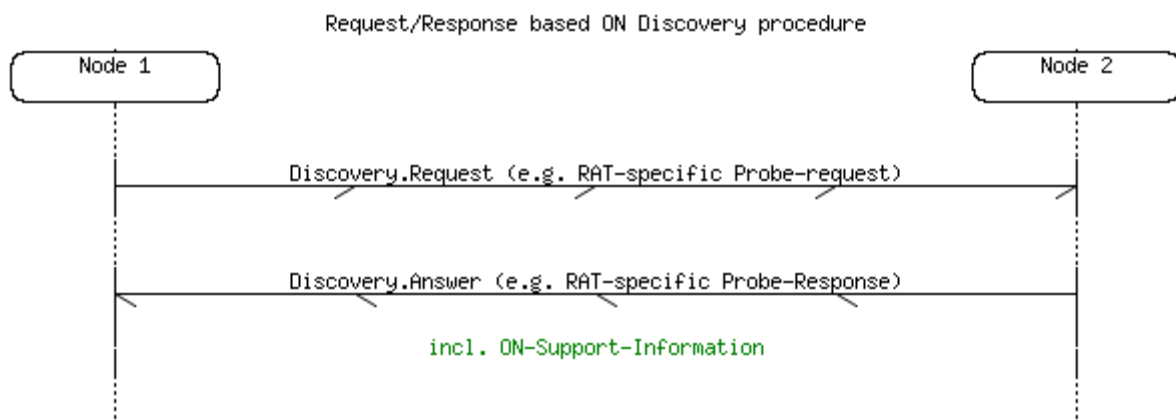 Request/Response based ON Discovery procedure
Node 1
Node 2
Discovery.Request (e.g. RAT-specific Probe-request)
Discovery.Answer (e.g. RAT-specific Probe-Response)
incl. ON-Support-Information